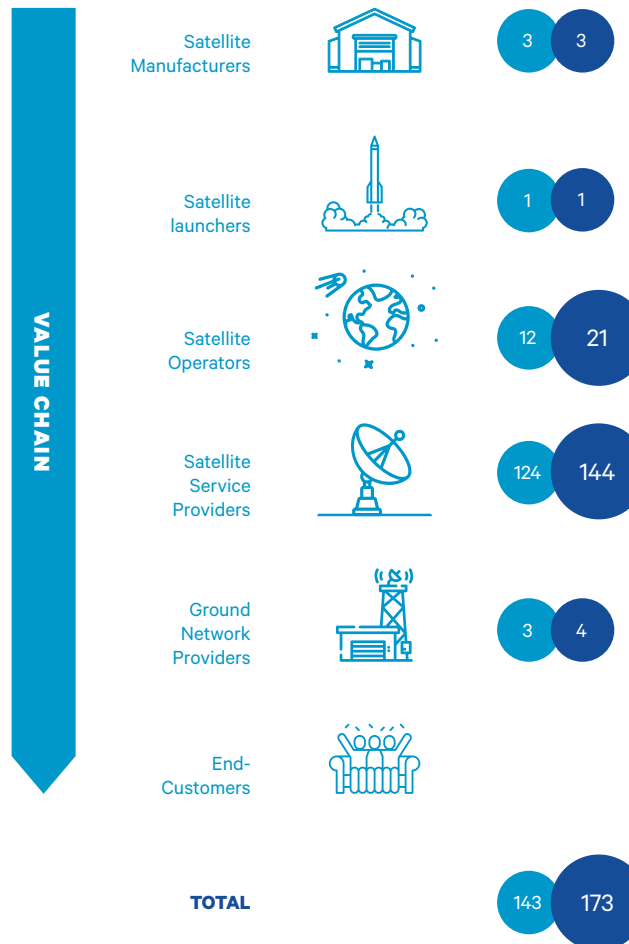 VALUE CHAIN
Satellite
Manufacturers
3 3
Satellite
launchers
1 1
Satellite
Operators
12 21
Satellite
Service
Providers
124 144
Ground
Network
Providers
3 4
End-
Customers
TOTAL
143 173